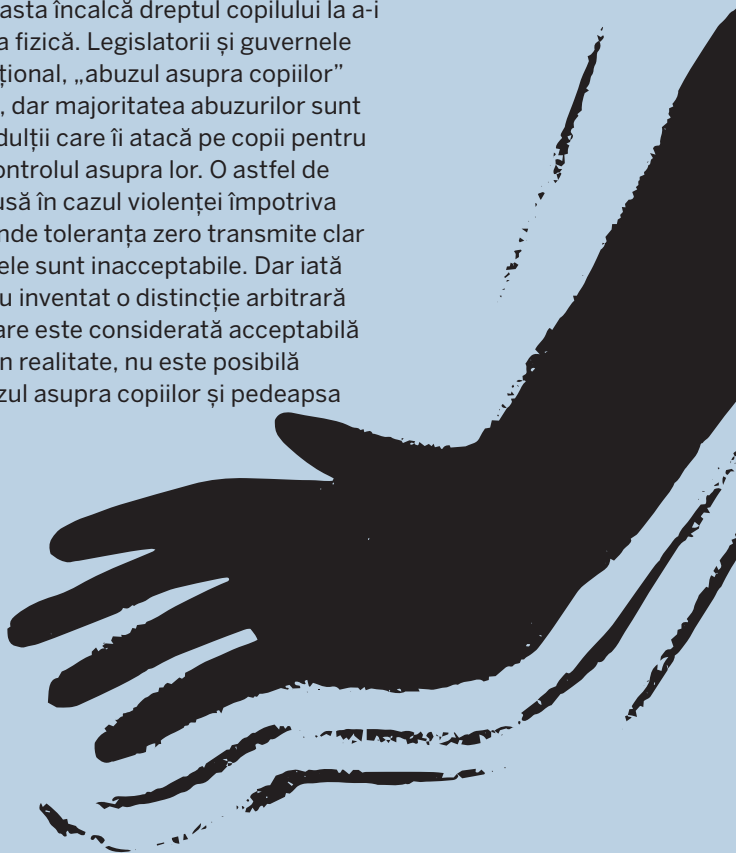 asta încalcă dreptul copilului la a-i
a fizică. Legislatorii și guvernele
țional, „abuzul asupra copiilor”
, dar majoritatea abuzurilor sunt
dulții care îi atacă pe copii pentru
ontrolul asupra lor. O astfel de
usă în cazul violenței împotriva
nde toleranța zero transmite clar
ele sunt inacceptabile. Dar iată
u inventat o distincție arbitrară
are este considerată acceptabilă
n realitate, nu este posibilă
zul asupra copiilor și pedeapsa